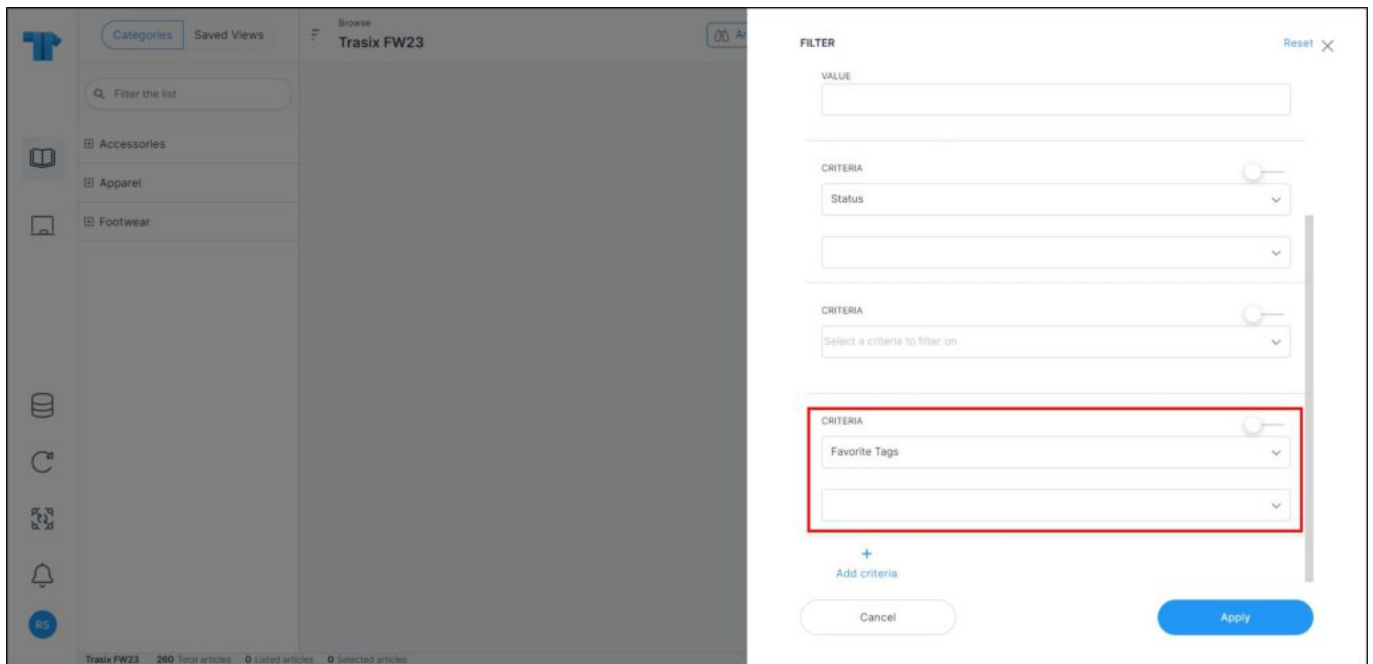 Categories
Saved Views
Browse
Trasix FW23
Filter the list
Accessories
Apparel
Footwear
RS
Trasix FW23 260 Total articles 0 Listed articles 0 Selected articles
FILTER
Reset
VALUE
CRITERIA
Status
CRITERIA
Select a criteria to filter on
CRITERIA
Favorite Tags
+
Add criteria
Cancel
Apply